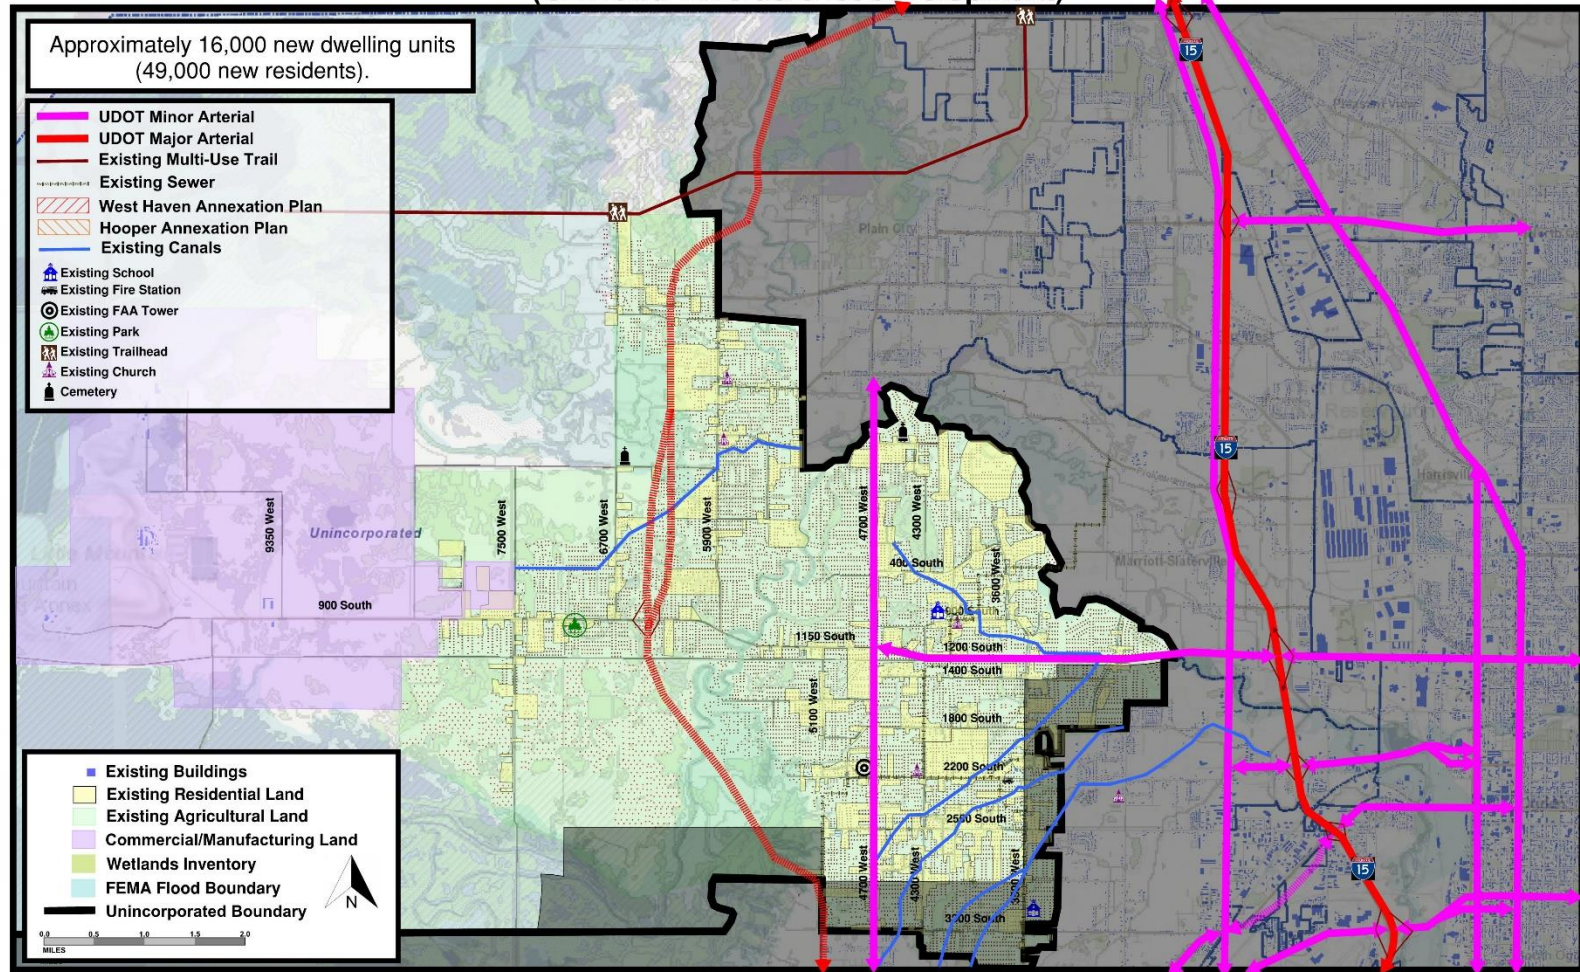 Approximately 16,000 new dwelling units
(49,000 new residents).
UDOT Minor Arterial
UDOT Major Arterial
Existing Multi-Use Trail
Existing Sewer
West Haven Annexation Plan
Hooper Annexation Plan
Existing Canals
Existing School
Existing Fire Station
Existing FAA Tower
Existing Park
Existing Trailhead
Existing Church
Cemetery
15
Plain City
15
Harrisville
Marriott-Slaterville
Unincorporated
9350 West
7500 West
6700 West
5900 West
4700 West
4300 West
3600 West
400 South
900 South
1150 South
1200 South
1400 South
5100 West
1800 South
2200 South
2550 South
4700 West
4300 West
3300 South
15
Existing Buildings
Existing Residential Land
Existing Agricultural Land
Commercial/Manufacturing Land
Wetlands Inventory
FEMA Flood Boundary
Unincorporated Boundary
N
0.0 0.5 1.0 1.5 2.0
MILES